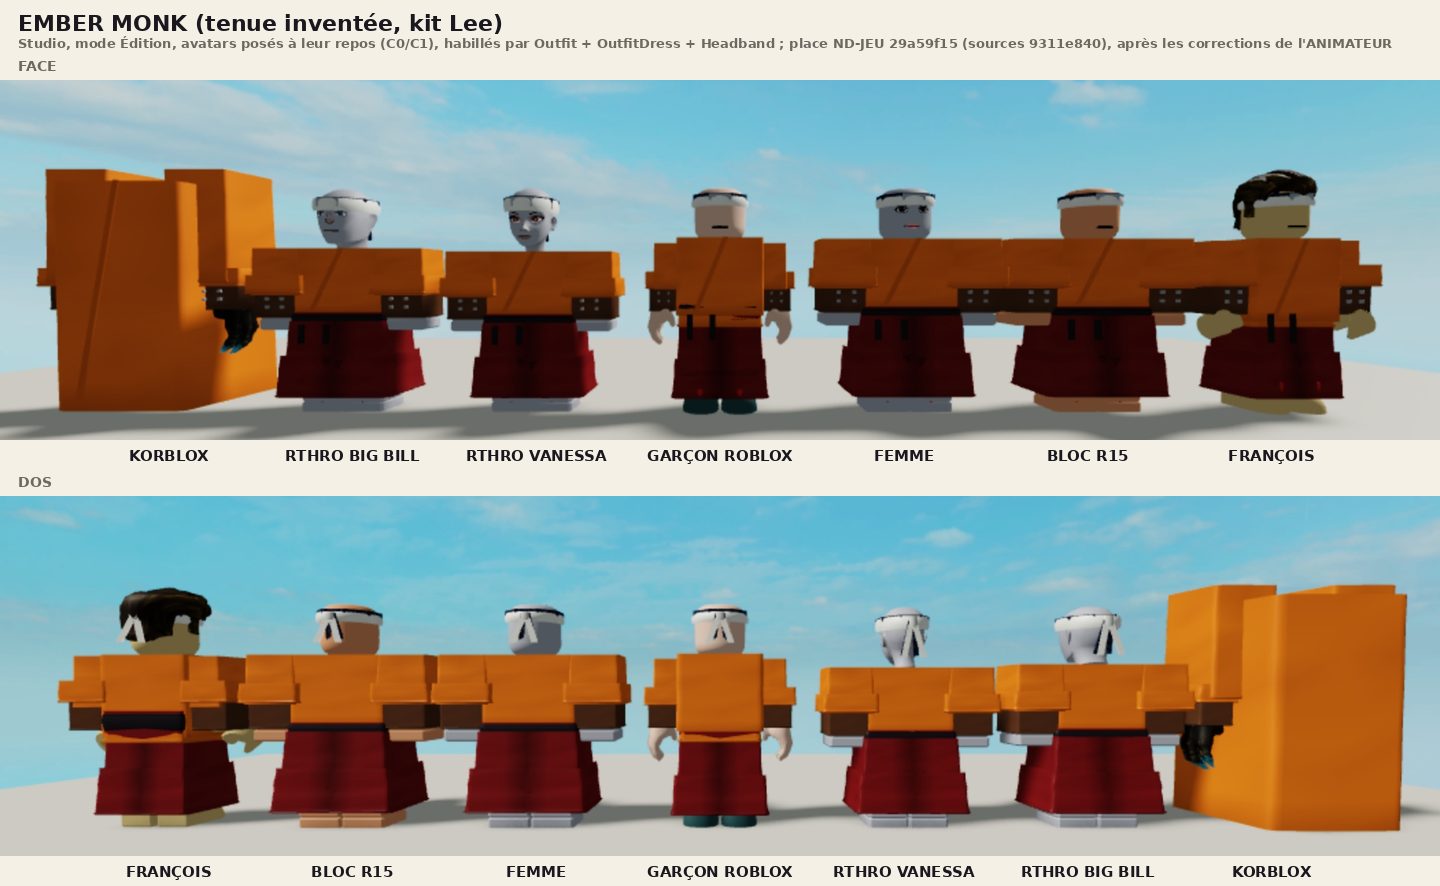 EMBER MONK (tenue inventée, kit Lee)
Studio, mode Édition, avatars posés à leur repos (C0/C1), habillés par Outfit + OutfitDress + Headband ; place ND-JEU 29a59f15 (sources 9311e840), après les corrections de l'ANIMATEUR
FACE
KORBLOX RTHRO BIG BILL RTHRO VANESSA GARÇON ROBLOX FEMME BLOC R15 FRANÇOIS
DOS
FRANÇOIS BLOC R15 FEMME GARÇON ROBLOX RTHRO VANESSA RTHRO BIG BILL KORBLOX